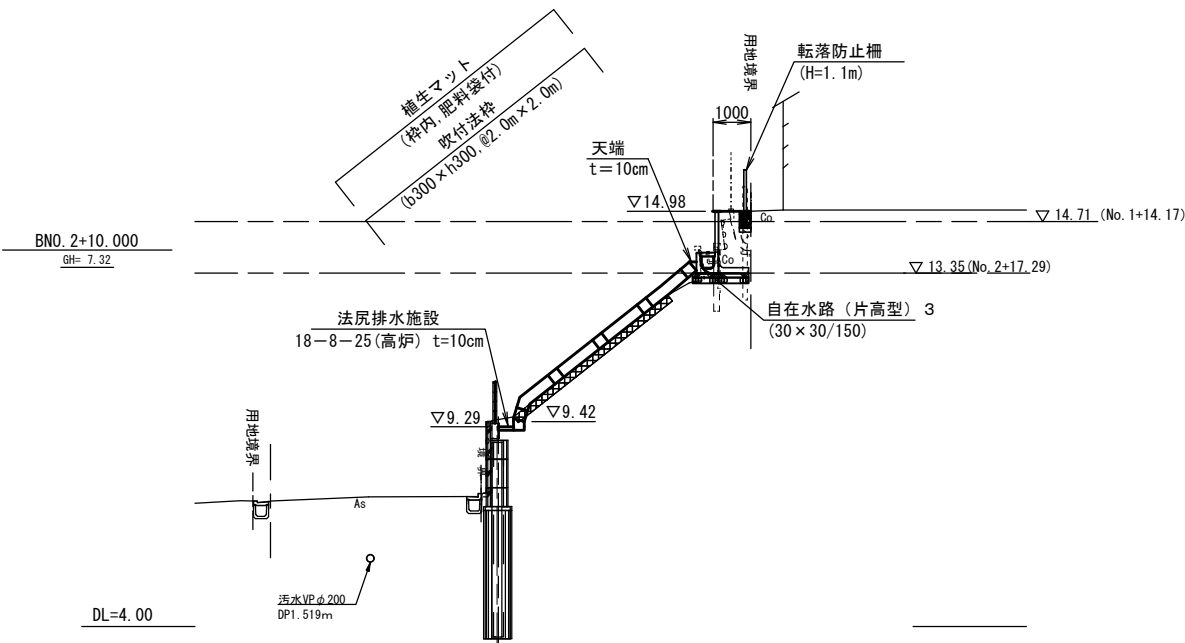 植生マット
(枠内,肥料袋付)
吹付法枠
(b300×h300,@2.0m×2.0m)
用地境界
転落防止柵
(H=1.1m)
1000
天端
t=10cm
▽14.98
Co
▽ 14.71 (No.1+14.17)
BNO.2+10.000
GH= 7.32
Co
▽ 13.35(No.2+17.29)
自在水路（片高型）3
(30×30/150)
法尻排水施設
18−8−25(高炉) t=10cm
▽9.29
▽9.42
用地境界
境界
As
汚水VPφ200
DP1.519m
DL=4.00